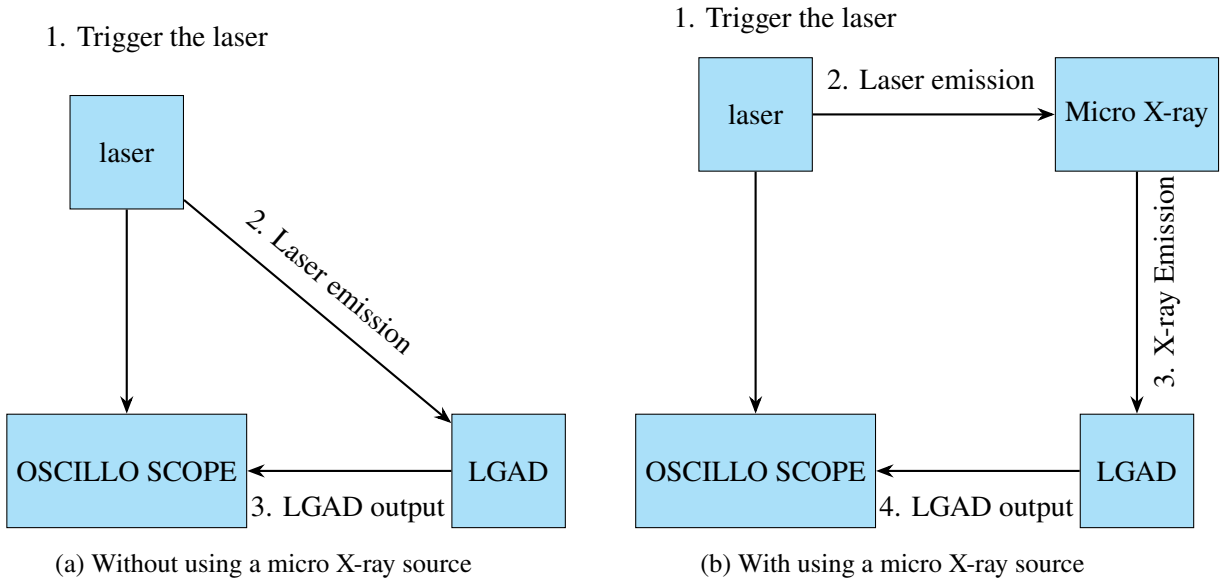 1. Trigger the laser
laser
2. Laser emission
OSCILLO SCOPE
LGAD
3. LGAD output
(a) Without using a micro X-ray source
1. Trigger the laser
laser
2. Laser emission
Micro X-ray
3. X-ray Emission
OSCILLO SCOPE
LGAD
4. LGAD output
(b) With using a micro X-ray source